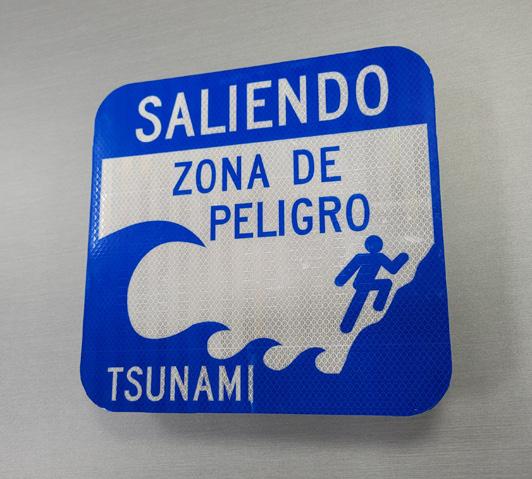 SALIENDO
ZONA DE
PELIGRO
TSUNAMI